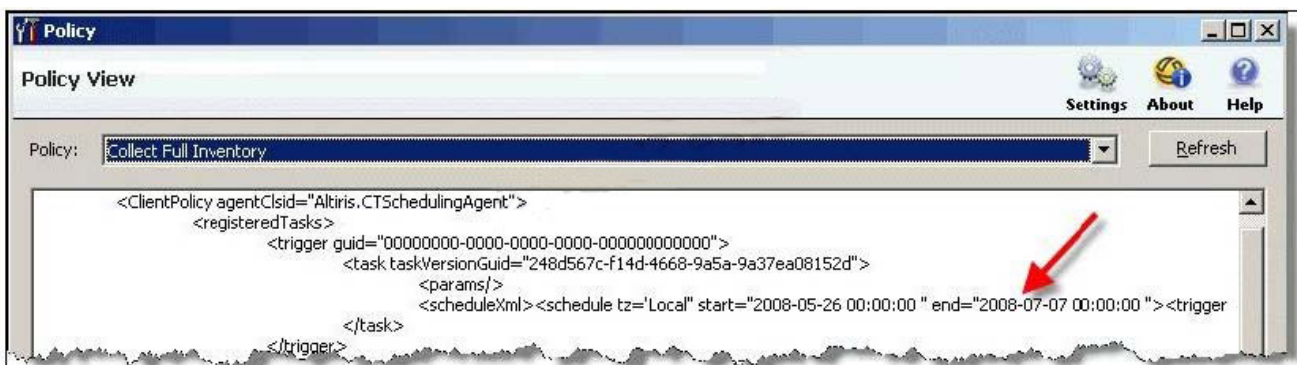 Policy
Policy View
Settings About Help
Policy: Collect Full Inventory Refresh
<ClientPolicy agentClsid="Altiris.CTSchedulingAgent">
<registeredTasks>
<trigger guid="00000000-0000-0000-0000-000000000000">
<task taskVersionGuid="248d567c-f14d-4668-9a5a-9a37ea08152d">
<params/>
<scheduleXml><schedule tz='Local" start="2008-05-26 00:00:00 " end="2008-07-07 00:00:00 "><trigger
</task>
</trigger>